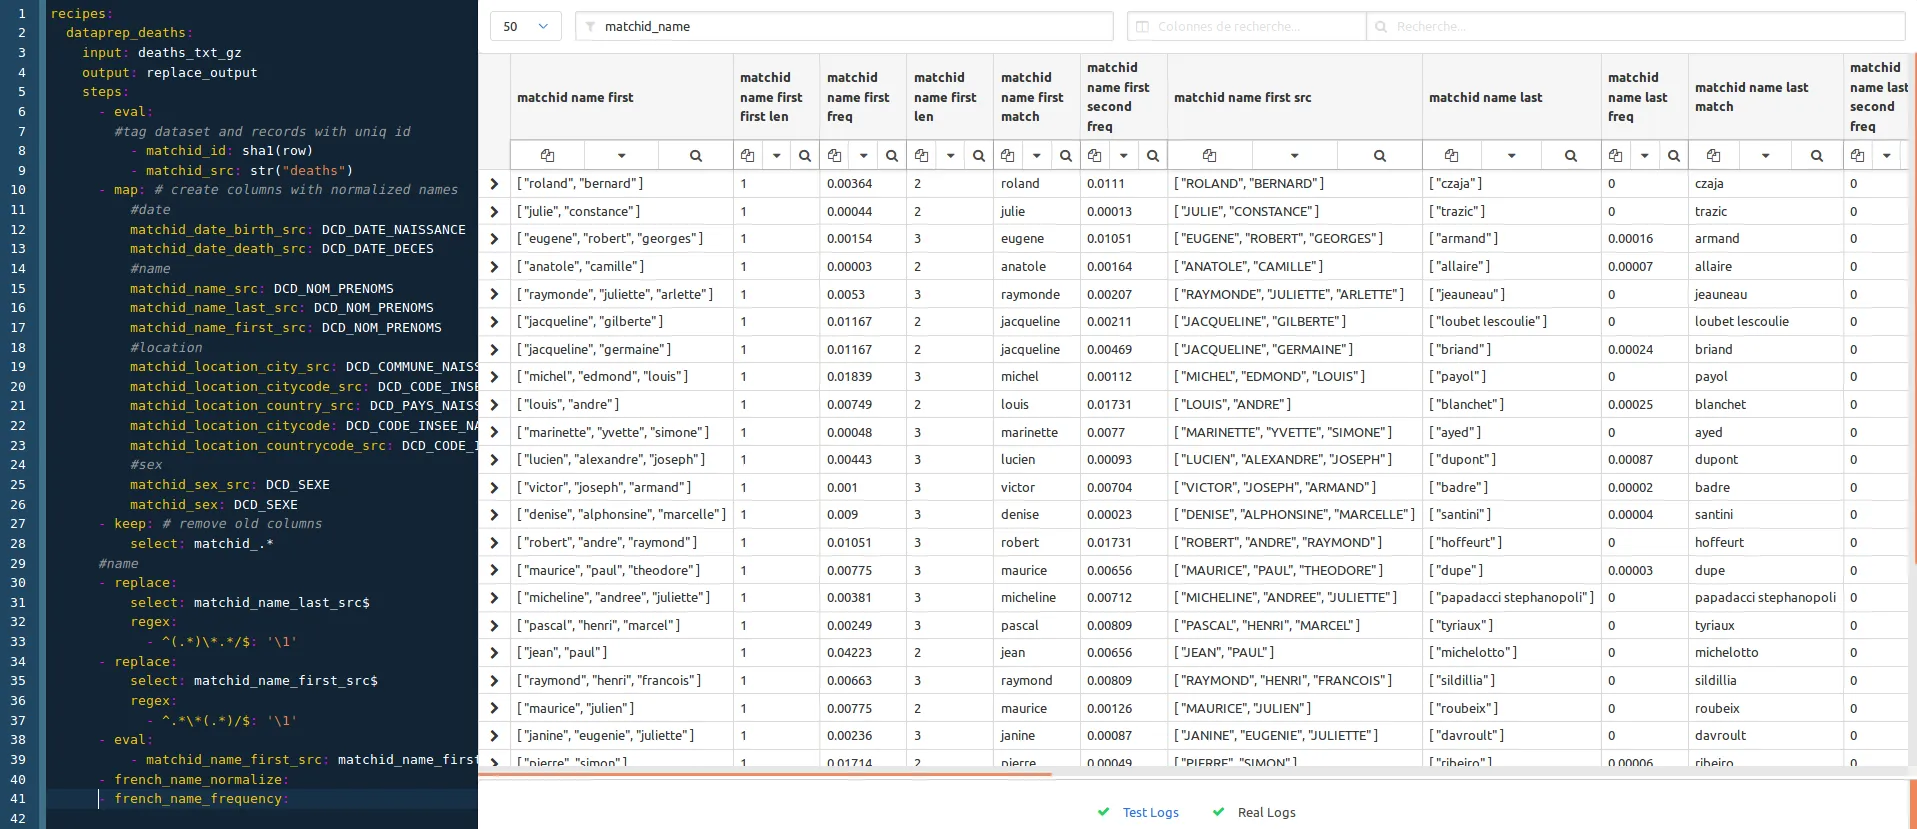 1 recipes:
2 dataprep_deaths:
3 input: deaths_txt_gz
4 output: replace_output
5 steps:
6 - eval:
7 #tag dataset and records with uniq id
8 - matchid_id: sha1(row)
9 - matchid_src: str("deaths")
10 - map: # create columns with normalized names
11 #date
12 matchid_date_birth_src: DCD_DATE_NAISSANCE
13 matchid_date_death_src: DCD_DATE_DECES
14 #name
15 matchid_name_src: DCD_NOM_PRENOMS
16 matchid_name_last_src: DCD_NOM_PRENOMS
17 matchid_name_first_src: DCD_NOM_PRENOMS
18 #location
19 matchid_location_city_src: DCD_COMMUNE_NAISS
20 matchid_location_citycode_src: DCD_CODE_INSE
21 matchid_location_country_src: DCD_PAYS_NAISS
22 matchid_location_citycode: DCD_CODE_INSEE_NA
23 matchid_location_countrycode_src: DCD_CODE_I
24 #sex
25 matchid_sex_src: DCD_SEXE
26 matchid_sex: DCD_SEXE
27 - keep: # remove old columns
28 select: matchid_.*
29 #name
30 - replace:
31 select: matchid_name_last_src$
32 regex:
33 - ^(.*)\*.*/$: '\1'
34 - replace:
35 select: matchid_name_first_src$
36 regex:
37 - ^.*\*(.*)/$: '\1'
38 - eval:
39 - matchid_name_first_src: matchid_name_first
40 - french_name_normalize:
41 - french_name_frequency:
42
50 matchid_name Colonnes de recherche... Recherche...
matchid name first | matchid name first first len | matchid name first freq | matchid name first len | matchid name first match | matchid name first second freq | matchid name first src | matchid name last | matchid name last freq | matchid name last match | matchid name last second freq
["roland", "bernard"] 1 0.00364 2 roland 0.0111 ["ROLAND", "BERNARD"] ["czaja"] 0 czaja 0
["julie", "constance"] 1 0.00044 2 julie 0.00013 ["JULIE", "CONSTANCE"] ["trazic"] 0 trazic 0
["eugene", "robert", "georges"] 1 0.00154 3 eugene 0.01051 ["EUGENE", "ROBERT", "GEORGES"] ["armand"] 0.00016 armand 0
["anatole", "camille"] 1 0.00003 2 anatole 0.00164 ["ANATOLE", "CAMILLE"] ["allaire"] 0.00007 allaire 0
["raymonde", "juliette", "arlette"] 1 0.0053 3 raymonde 0.00207 ["RAYMONDE", "JULIETTE", "ARLETTE"] ["jeauneau"] 0 jeauneau 0
["jacqueline", "gilberte"] 1 0.01167 2 jacqueline 0.00211 ["JACQUELINE", "GILBERTE"] ["loubet lescoulie"] 0 loubet lescoulie 0
["jacqueline", "germaine"] 1 0.01167 2 jacqueline 0.00469 ["JACQUELINE", "GERMAINE"] ["briand"] 0.00024 briand 0
["michel", "edmond", "louis"] 1 0.01839 3 michel 0.00112 ["MICHEL", "EDMOND", "LOUIS"] ["payol"] 0 payol 0
["louis", "andre"] 1 0.00749 2 louis 0.01731 ["LOUIS", "ANDRE"] ["blanchet"] 0.00025 blanchet 0
["marinette", "yvette", "simone"] 1 0.00048 3 marinette 0.0077 ["MARINETTE", "YVETTE", "SIMONE"] ["ayed"] 0 ayed 0
["lucien", "alexandre", "joseph"] 1 0.00443 3 lucien 0.00093 ["LUCIEN", "ALEXANDRE", "JOSEPH"] ["dupont"] 0.00087 dupont 0
["victor", "joseph", "armand"] 1 0.001 3 victor 0.00704 ["VICTOR", "JOSEPH", "ARMAND"] ["badre"] 0.00002 badre 0
["denise", "alphonsine", "marcelle"] 1 0.009 3 denise 0.00023 ["DENISE", "ALPHONSINE", "MARCELLE"] ["santini"] 0.00004 santini 0
["robert", "andre", "raymond"] 1 0.01051 3 robert 0.01731 ["ROBERT", "ANDRE", "RAYMOND"] ["hoffeurt"] 0 hoffeurt 0
["maurice", "paul", "theodore"] 1 0.00775 3 maurice 0.00656 ["MAURICE", "PAUL", "THEODORE"] ["dupe"] 0.00003 dupe 0
["micheline", "andree", "juliette"] 1 0.00381 3 micheline 0.00712 ["MICHELINE", "ANDREE", "JULIETTE"] ["papadacci stephanopoli"] 0 papadacci stephanopoli 0
["pascal", "henri", "marcel"] 1 0.00249 3 pascal 0.00809 ["PASCAL", "HENRI", "MARCEL"] ["tyriaux"] 0 tyriaux 0
["jean", "paul"] 1 0.04223 2 jean 0.00656 ["JEAN", "PAUL"] ["michelotto"] 0 michelotto 0
["raymond", "henri", "francois"] 1 0.00663 3 raymond 0.00809 ["RAYMOND", "HENRI", "FRANCOIS"] ["sildillia"] 0 sildillia 0
["maurice", "julien"] 1 0.00775 2 maurice 0.00126 ["MAURICE", "JULIEN"] ["roubeix"] 0 roubeix 0
["janine", "eugenie", "juliette"] 1 0.00236 3 janine 0.00087 ["JANINE", "EUGENIE", "JULIETTE"] ["davroult"] 0 davroult 0
["pierre", "simon"] 1 0.01714 2 pierre 0.00049 ["PIERRE", "SIMON"] ["ribeiro"] 0.00006 ribeiro 0
Test Logs Real Logs